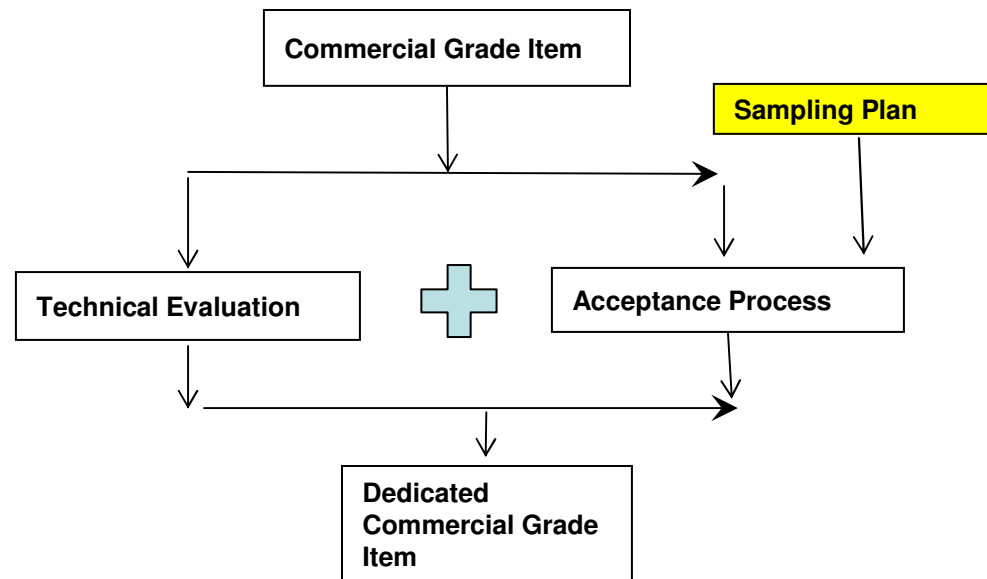 Commercial Grade Item
Sampling Plan
Technical Evaluation
Acceptance Process
Dedicated
Commercial Grade
Item